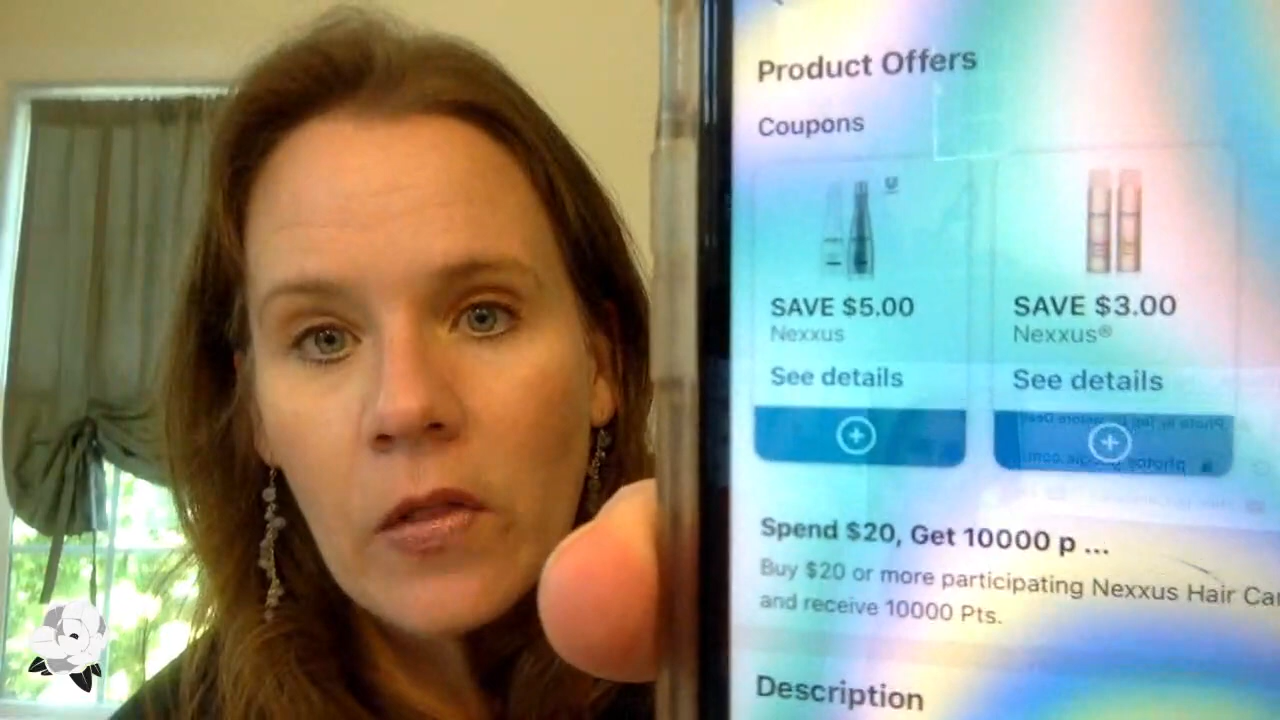 Product Offers
Coupons
SAVE $5.00
Nexxus
See details
SAVE $3.00
Nexxus®
See details
Spend $20, Get 10000 p ...
Buy $20 or more participating Nexxus Hair Car
and receive 10000 Pts.
Description